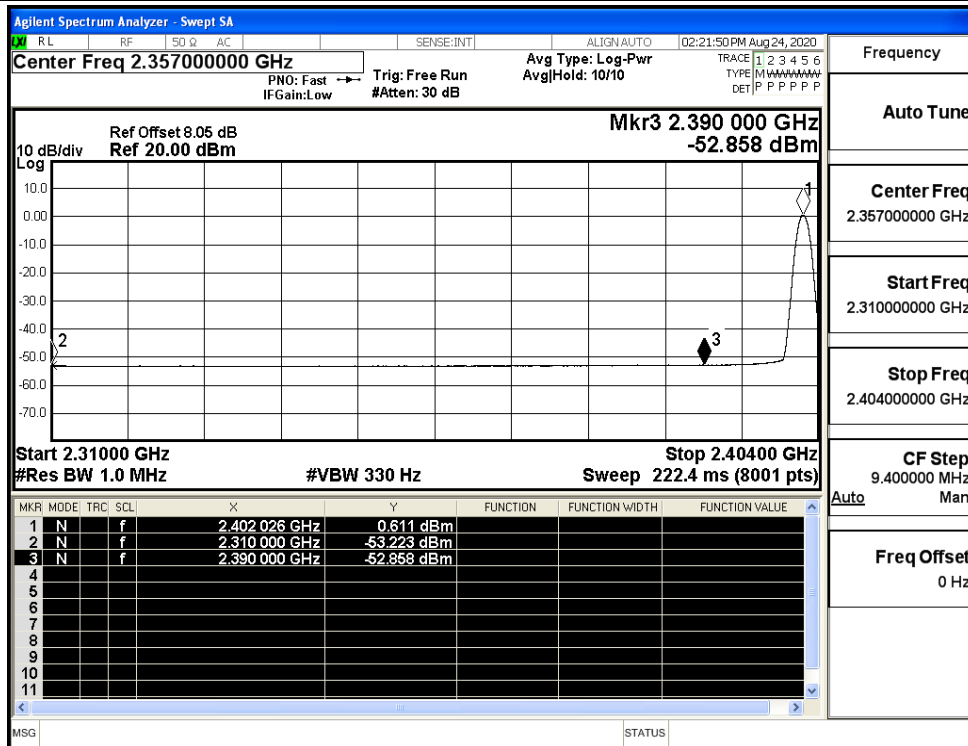 Agilent Spectrum Analyzer - Swept SA
LXI RL RF 50 Ω AC SENSE:INT ALIGN AUTO 02:21:50 PM Aug 24, 2020
Center Freq 2.357000000 GHz
PNO: Fast
IFGain:Low
Trig: Free Run
#Atten: 30 dB
Avg Type: Log-Pwr
Avg|Hold: 10/10
TRACE 1 2 3 4 5 6
TYPE M WWWWW
DET P P P P P P
Ref Offset 8.05 dB
10 dB/div Ref 20.00 dBm
Log
Mkr3 2.390 000 GHz
-52.858 dBm
10.0
0.00
-10.0
-20.0
-30.0
-40.0
-50.0
-60.0
-70.0
1
2
3
Start 2.31000 GHz Stop 2.40400 GHz
#Res BW 1.0 MHz #VBW 330 Hz Sweep 222.4 ms (8001 pts)
MKR MODE TRC SCL X Y FUNCTION FUNCTION WIDTH FUNCTION VALUE
1 N f 2.402 026 GHz 0.611 dBm
2 N f 2.310 000 GHz -53.223 dBm
3 N f 2.390 000 GHz -52.858 dBm
4
5
6
7
8
9
10
11
MSG STATUS
Frequency
Auto Tune
Center Freq
2.357000000 GHz
Start Freq
2.310000000 GHz
Stop Freq
2.404000000 GHz
CF Step
9.400000 MHz
Auto Man
Freq Offset
0 Hz